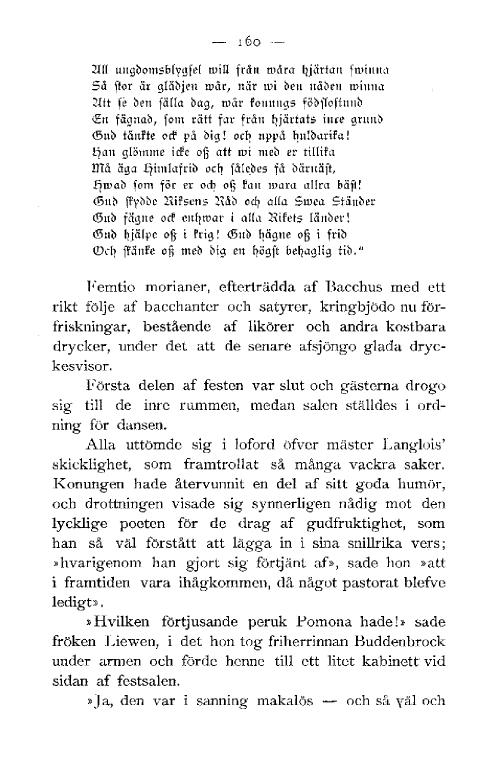 — 160 —
All ungdomsblygsel will från wåra hjärtan swinna
Så stor är glädjen wår, när wi den nåden winna
Att se den sälla dag, wår konungs födslostund
En fägnad, som rätt far från hjärtats inre grund
Gud tänkte ock på dig! och uppå huldarika!
Han glömme icke oß att wi med er tillika
Må äga Himlafrid och således få därnäst,
Hwad som för er och oß kan wara allra bäst!
Gud skydde Riksens Råd och alla Swea Ständer
Gud fägne ock enhwar i alla Rikets länder!
Gud hjälpe oß i krig! Gud hägne oß i frid
Och skänke oß med dig en högst behaglig tid.“
Femtio morianer, efterträdda af Bacchus med ett
rikt följe af bacchanter och satyrer, kringbjödo nu för-
friskningar, bestående af likörer och andra kostbara
drycker, under det att de senare afsjöngo glada dryc-
kesvisor.
Första delen af festen var slut och gästerna drogo
sig till de inre rummen, medan salen ställdes i ord-
ning för dansen.
Alla uttömde sig i loford öfver mäster Langlois’
skicklighet, som framtrollat så många vackra saker.
Konungen hade återvunnit en del af sitt goda humör,
och drottningen visade sig synnerligen nådig mot den
lycklige poeten för de drag af gudfruktighet, som
han så väl förstått att lägga in i sina snillrika vers;
»hvarigenom han gjort sig förtjänt af», sade hon »att
i framtiden vara ihågkommen, då något pastorat blefve
ledigt».
»Hvilken förtjusande peruk Pomona hade!» sade
fröken Liewen, i det hon tog friherrinnan Buddenbrock
under armen och förde henne till ett litet kabinett vid
sidan af festsalen.
»Ja, den var i sanning makalös — och så väl och